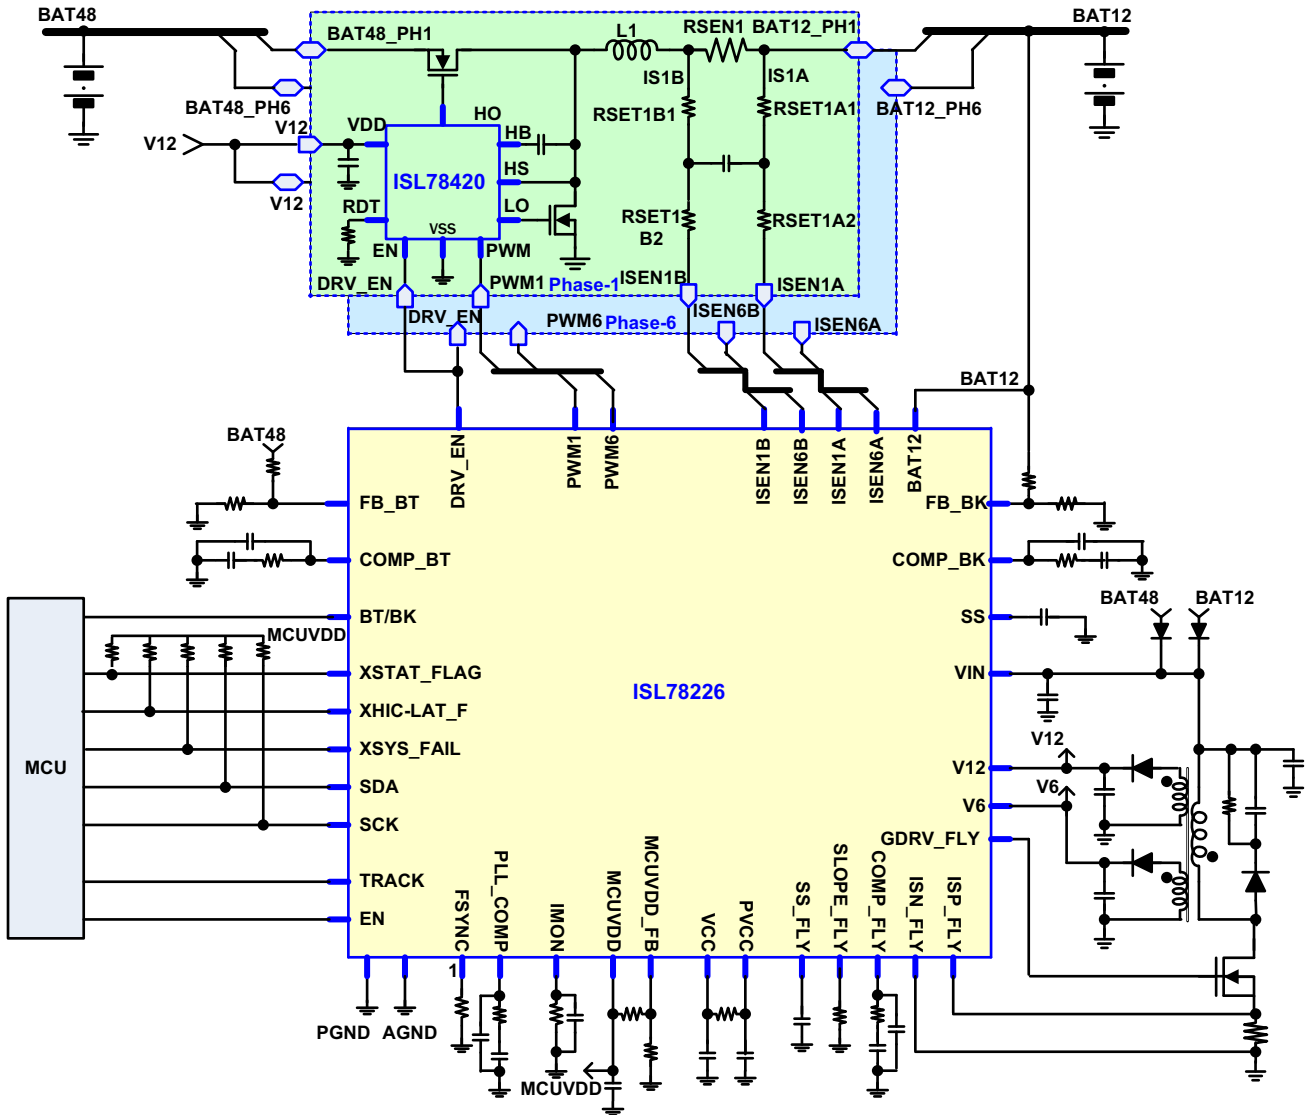 BAT48
BAT48_PH1
L1
RSEN1
BAT12_PH1
BAT12
BAT48_PH6
IS1B
IS1A
BAT12_PH6
V12
V12
VDD
HO
HB
RSET1B1
RSET1A1
V12
ISL78420
HS
RDT
LO
RSET1
B2
RSET1A2
VSS
EN
PWM
DRV_EN
PWM1
Phase-1
ISEN1B
ISEN1A
DRV_EN
PWM6
Phase-6
ISEN6B
ISEN6A
BAT12
BAT48
DRV_EN
PWM1
PWM6
ISEN1B
ISEN6B
ISEN1A
ISEN6A
BAT12
FB_BT
FB_BK
COMP_BT
COMP_BK
BAT48
BAT12
BT/BK
SS
MCUVDD
XSTAT_FLAG
VIN
ISL78226
XHIC-LAT_F
XSYS_FAIL
V12
MCU
V12
SDA
V6
V6
SCK
GDRV_FLY
TRACK
EN
FSYNC
PLL_COMP
IMON
MCUVDD
MCUVDD_FB
VCC
PVCC
SS_FLY
SLOPE_FLY
COMP_FLY
ISN_FLY
ISP_FLY
1
PGND
AGND
MCUVDD